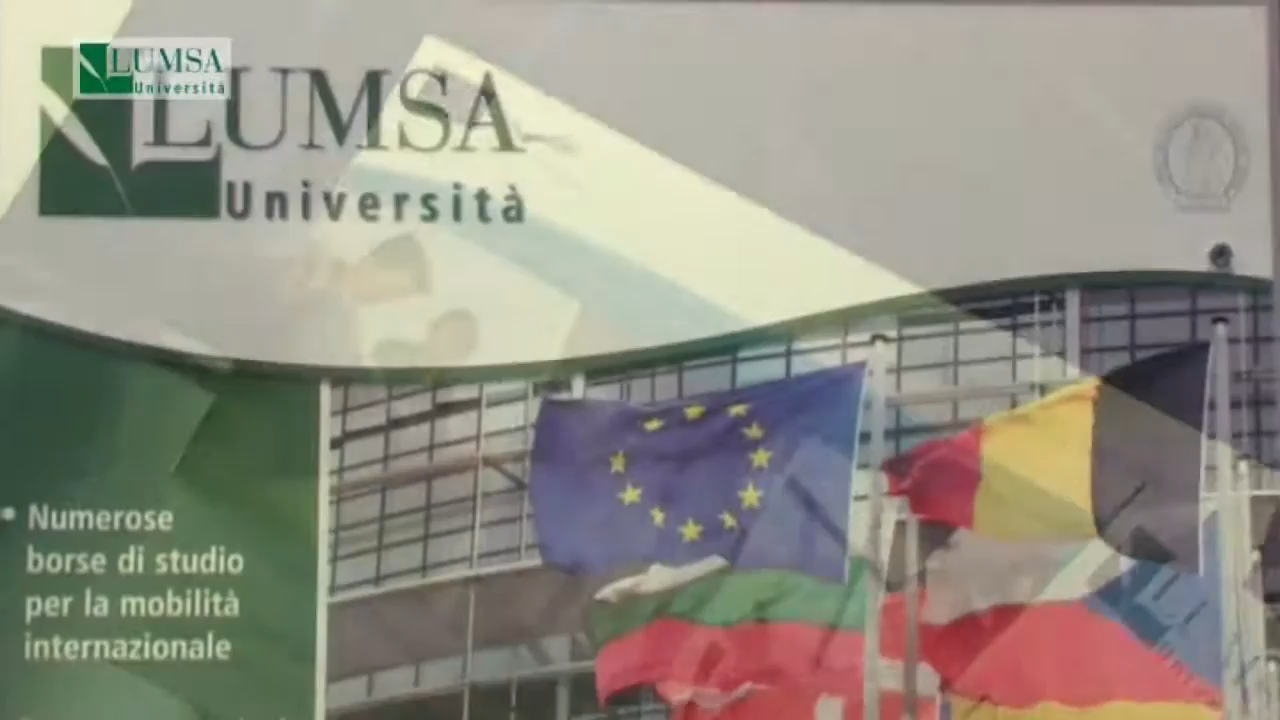 LUMSA
Università
LUMSA
Università
• Numerose
borse di studio
per la mobilità
internazionale